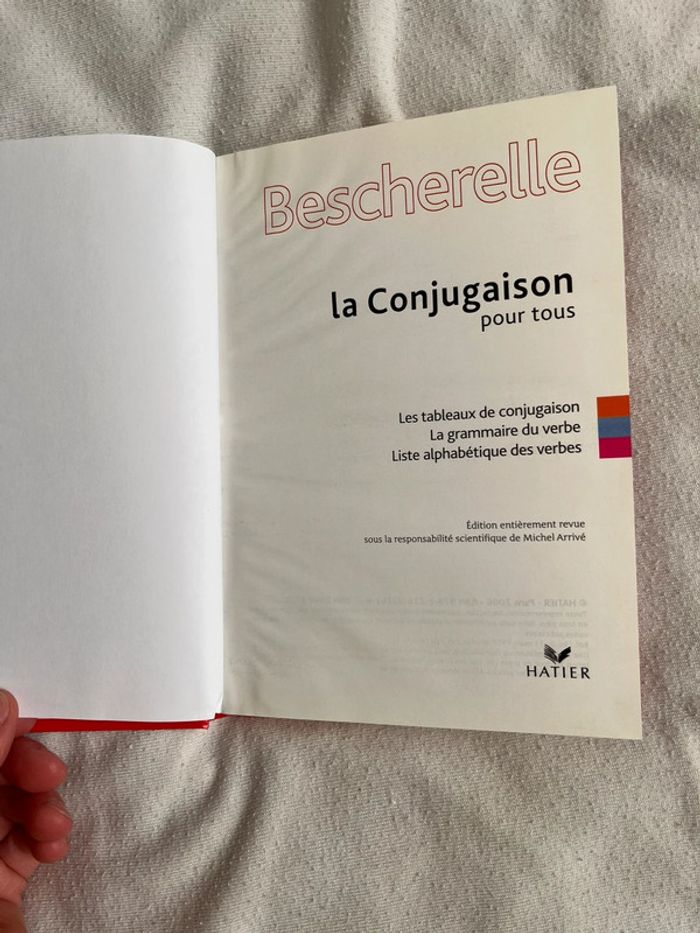 Bescherelle
la Conjugaison
pour tous
Les tableaux de conjugaison
La grammaire du verbe
Liste alphabétique des verbes
Édition entièrement revue
sous la responsabilité scientifique de Michel Arrivé
HATIER